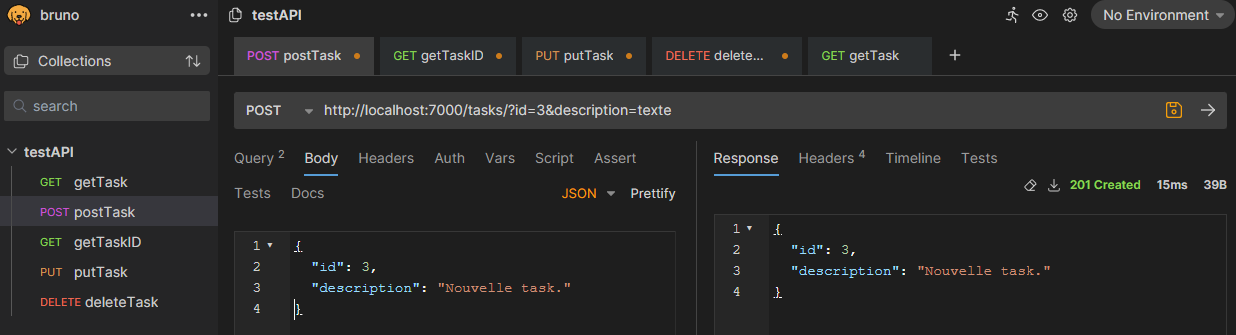 bruno ••• testAPI No Environment
Collections POST postTask GET getTaskID PUT putTask DELETE delete... GET getTask +
search POST http://localhost:7000/tasks/?id=3&description=texte
testAPI Query 2 Body Headers Auth Vars Script Assert Response Headers 4 Timeline Tests
GET getTask Tests Docs JSON Prettify 201 Created 15ms 39B
POST postTask
GET getTaskID
PUT putTask
DELETE deleteTask
1 {
2 "id": 3,
3 "description": "Nouvelle task."
4 }
1 {
2 "id": 3,
3 "description": "Nouvelle task."
4 }